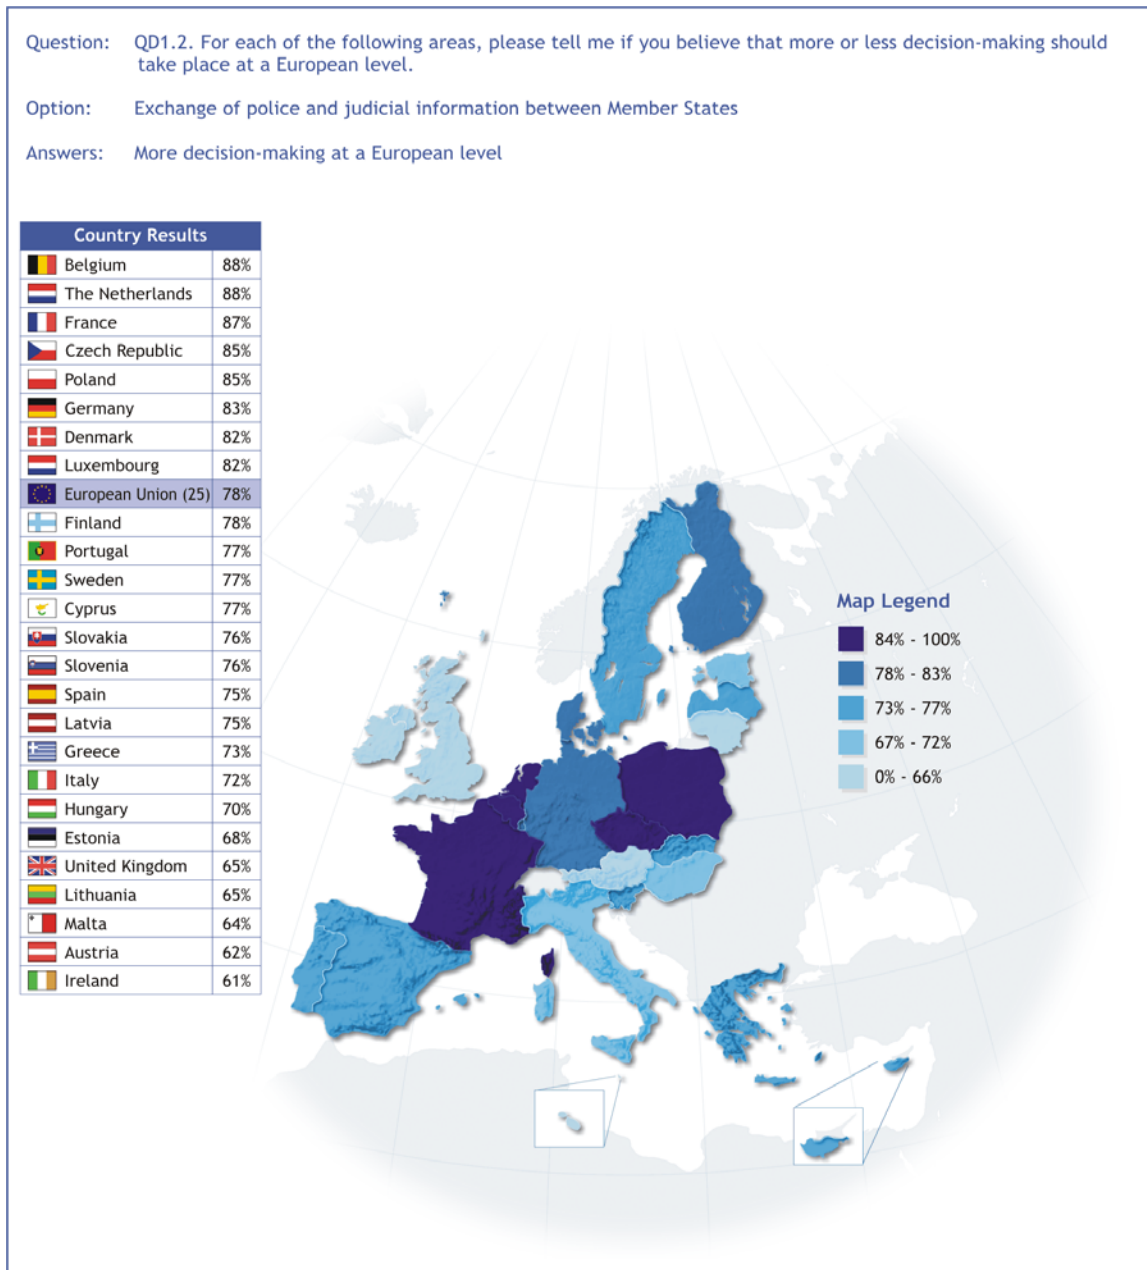 Question: QD1.2. For each of the following areas, please tell me if you believe that more or less decision-making should
take place at a European level.
Option: Exchange of police and judicial information between Member States
Answers: More decision-making at a European level
Country Results
Belgium 88%
The Netherlands 88%
France 87%
Czech Republic 85%
Poland 85%
Germany 83%
Denmark 82%
Luxembourg 82%
European Union (25) 78%
Finland 78%
Portugal 77%
Sweden 77%
Cyprus 77%
Slovakia 76%
Slovenia 76%
Spain 75%
Latvia 75%
Greece 73%
Italy 72%
Hungary 70%
Estonia 68%
United Kingdom 65%
Lithuania 65%
Malta 64%
Austria 62%
Ireland 61%
Map Legend
84% - 100%
78% - 83%
73% - 77%
67% - 72%
0% - 66%